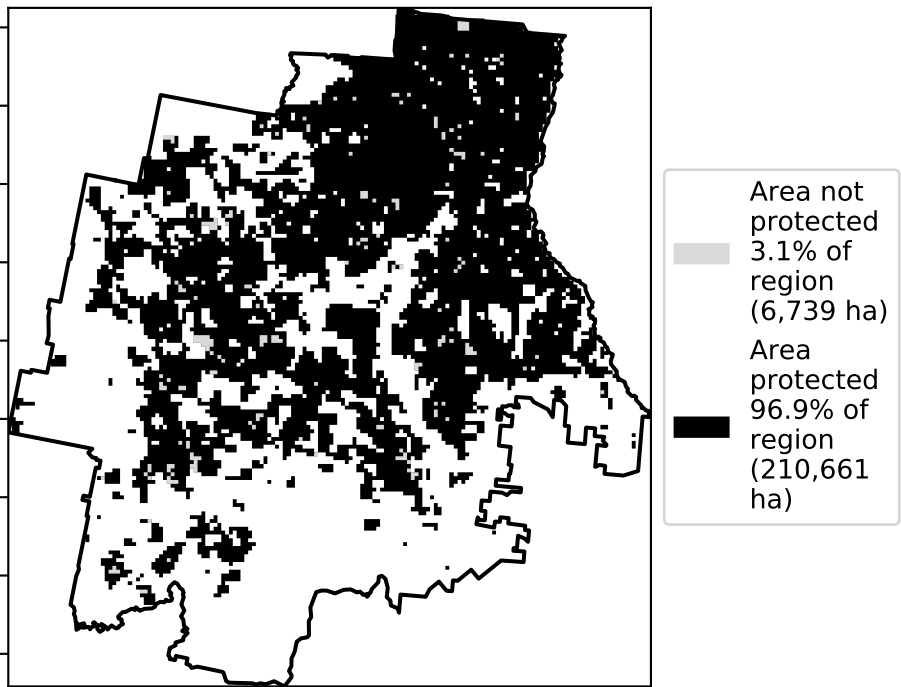 Area not
protected
3.1% of
region
(6,739 ha)
Area
protected
96.9% of
region
(210,661
ha)